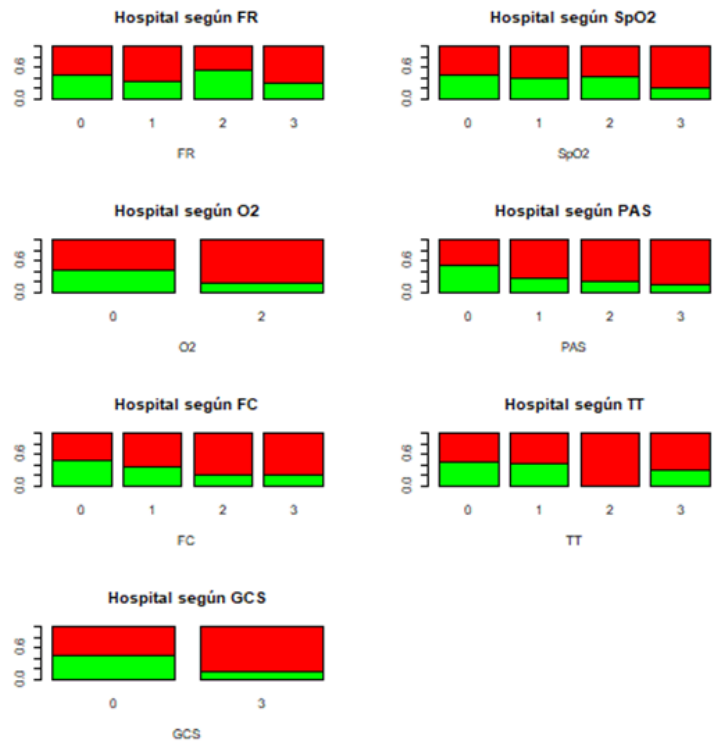 Hospital según FR
0.0 0.6
0 1 2 3
FR
Hospital según SpO2
0.0 0.6
0 1 2 3
SpO2
Hospital según O2
0.0 0.6
0 2
O2
Hospital según PAS
0.0 0.6
0 1 2 3
PAS
Hospital según FC
0.0 0.6
0 1 2 3
FC
Hospital según TT
0.0 0.6
0 1 2 3
TT
Hospital según GCS
0.0 0.6
0 3
GCS